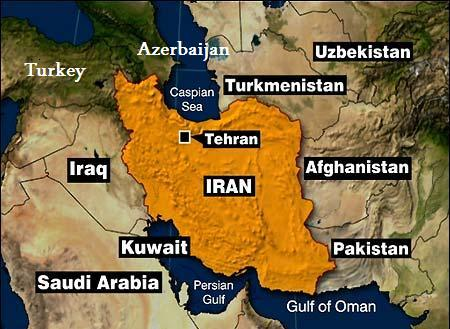 Azerbaijan
Uzbekistan
Turkey
Turkmenistan
Caspian
Sea
Tehran
Iraq
Afghanistan
IRAN
Kuwait
Pakistan
Saudi Arabia
Persian
Gulf
Gulf of Oman